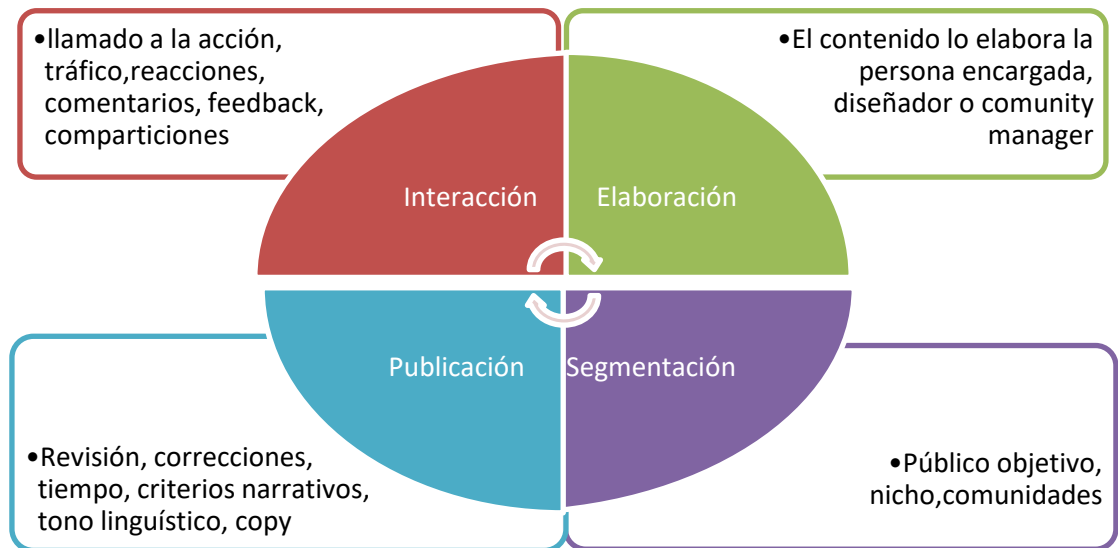 •llamado a la acción,
tráfico,reacciones,
comentarios, feedback,
comparticiones
•El contenido lo elabora la
persona encargada,
diseñador o comunity
manager
Interacción
Elaboración
Publicación
Segmentación
•Revisión, correcciones,
tiempo, criterios narrativos,
tono linguístico, copy
•Público objetivo,
nicho,comunidades